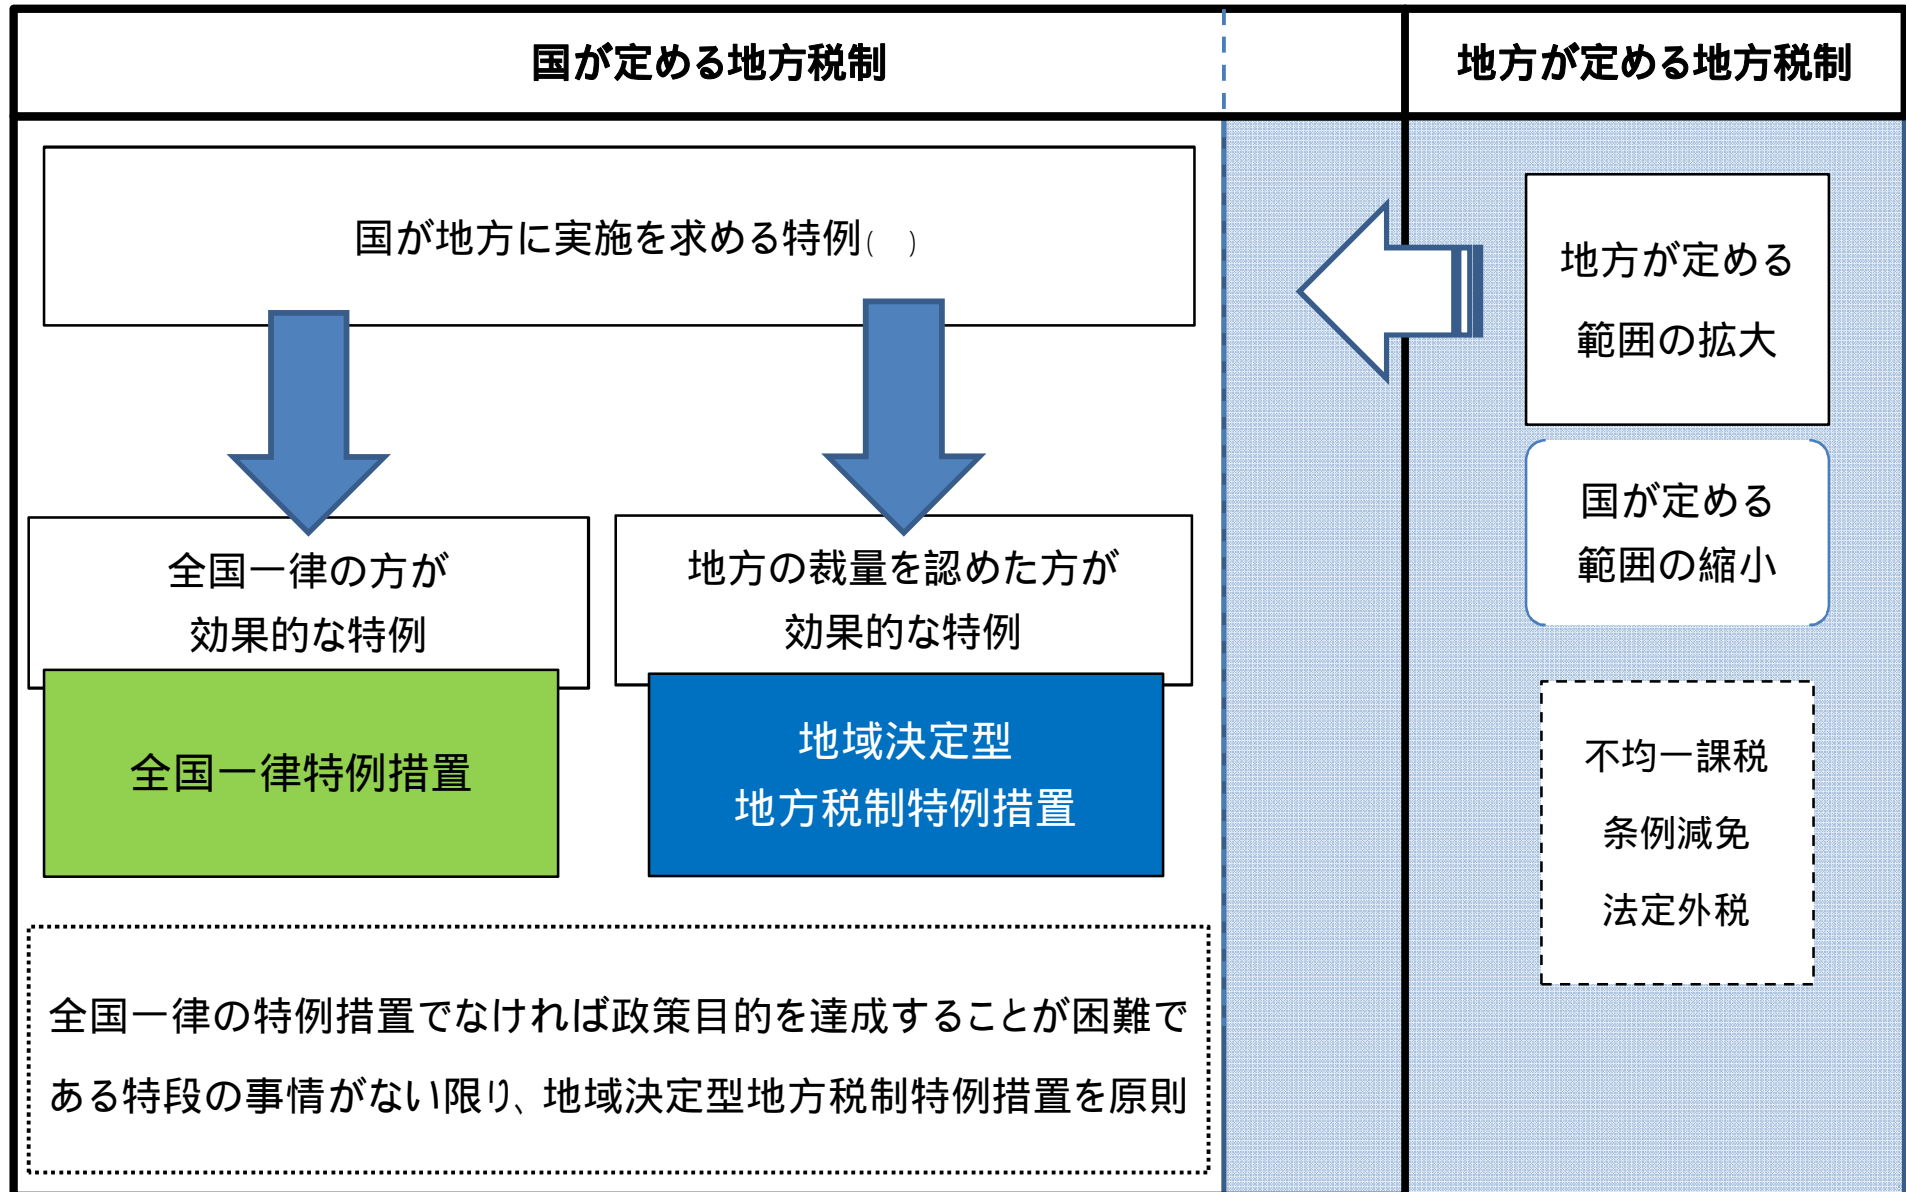 国が定める地方税制
地方が定める地方税制
国が地方に実施を求める特例( )
全国一律の方が
効果的な特例
全国一律特例措置
地方の裁量を認めた方が
効果的な特例
地域決定型
地方税制特例措置
全国一律の特例措置でなければ政策目的を達成することが困難で
ある特段の事情がない限り、地域決定型地方税制特例措置を原則
地方が定める
範囲の拡大
国が定める
範囲の縮小
不均一課税
条例減免
法定外税